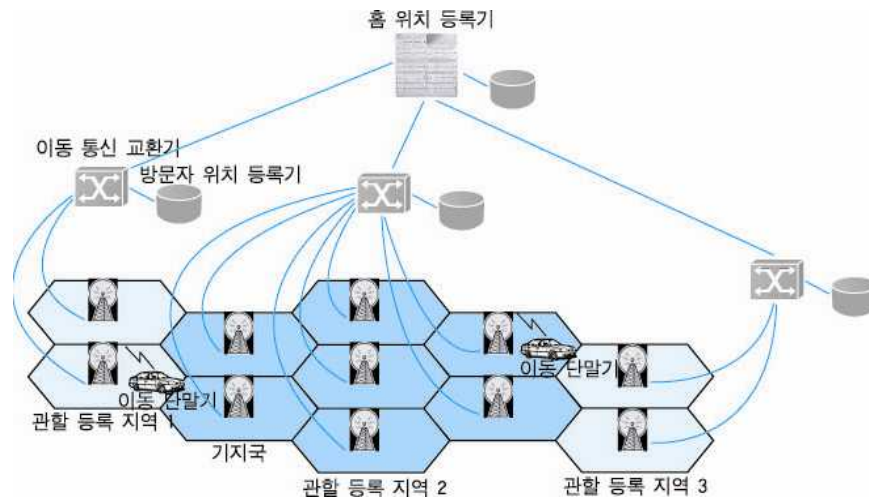 홈 위치 등록기
이동 통신 교환기
방문자 위치 등록기
이동 단말기
이동 단말기
관할 등록 지역 1
기지국
관할 등록 지역 2
관할 등록 지역 3